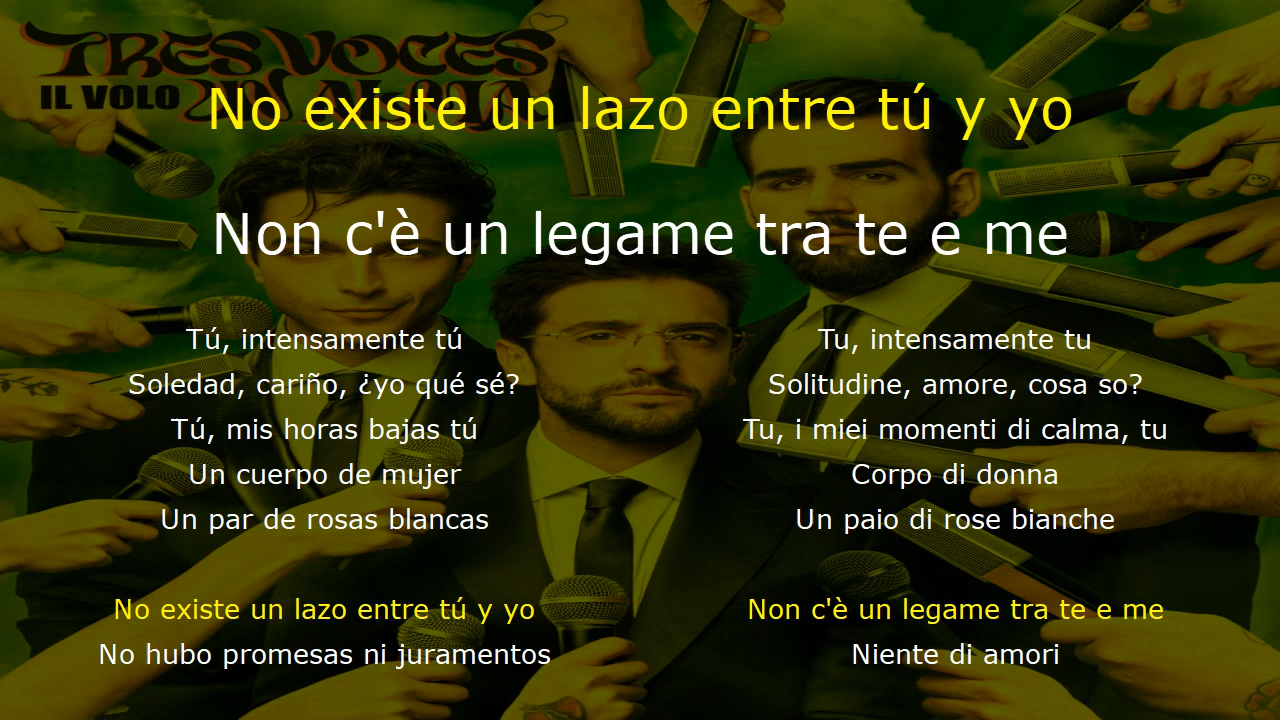 TRES VOCES
IL VOLO UN ALMA
No existe un lazo entre tú y yo
Non c'è un legame tra te e me
Tú, intensamente tú
Soledad, cariño, ¿yo qué sé?
Tú, mis horas bajas tú
Un cuerpo de mujer
Un par de rosas blancas
No existe un lazo entre tú y yo
No hubo promesas ni juramentos
Tu, intensamente tu
Solitudine, amore, cosa so?
Tu, i miei momenti di calma, tu
Corpo di donna
Un paio di rose bianche
Non c'è un legame tra te e me
Niente di amori